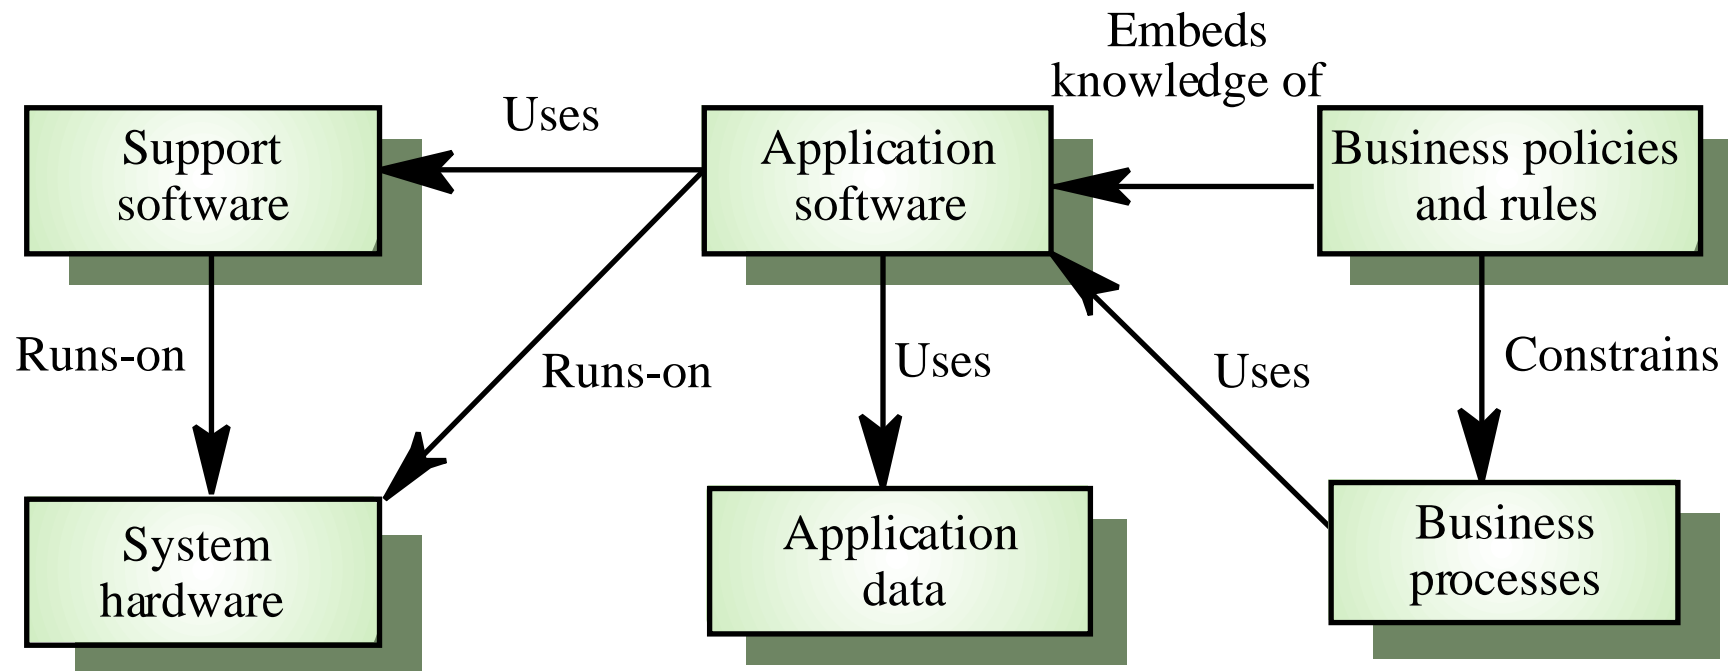 Embeds
knowledge of
Uses
Support
software
Application
software
Business policies
and rules
Runs-on
Runs-on
Uses
Uses
Constrains
System
hardware
Application
data
Business
processes